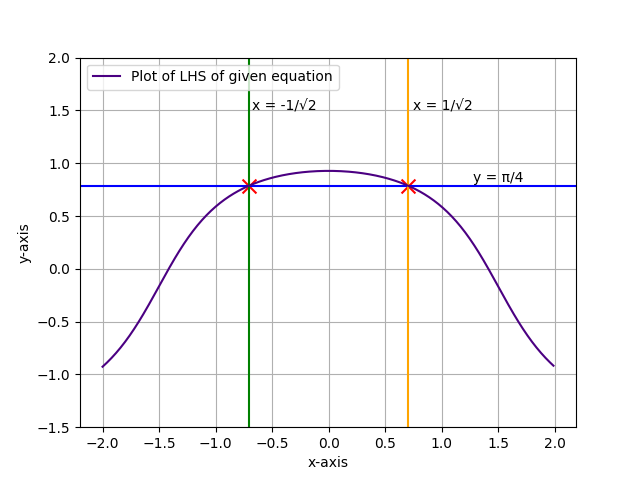 Plot of LHS of given equation
x = -1/√2
x = 1/√2
y = π/4
2.0
1.5
1.0
0.5
0.0
−0.5
−1.0
−1.5
y-axis
−2.0
−1.5
−1.0
−0.5
0.0
0.5
1.0
1.5
2.0
x-axis